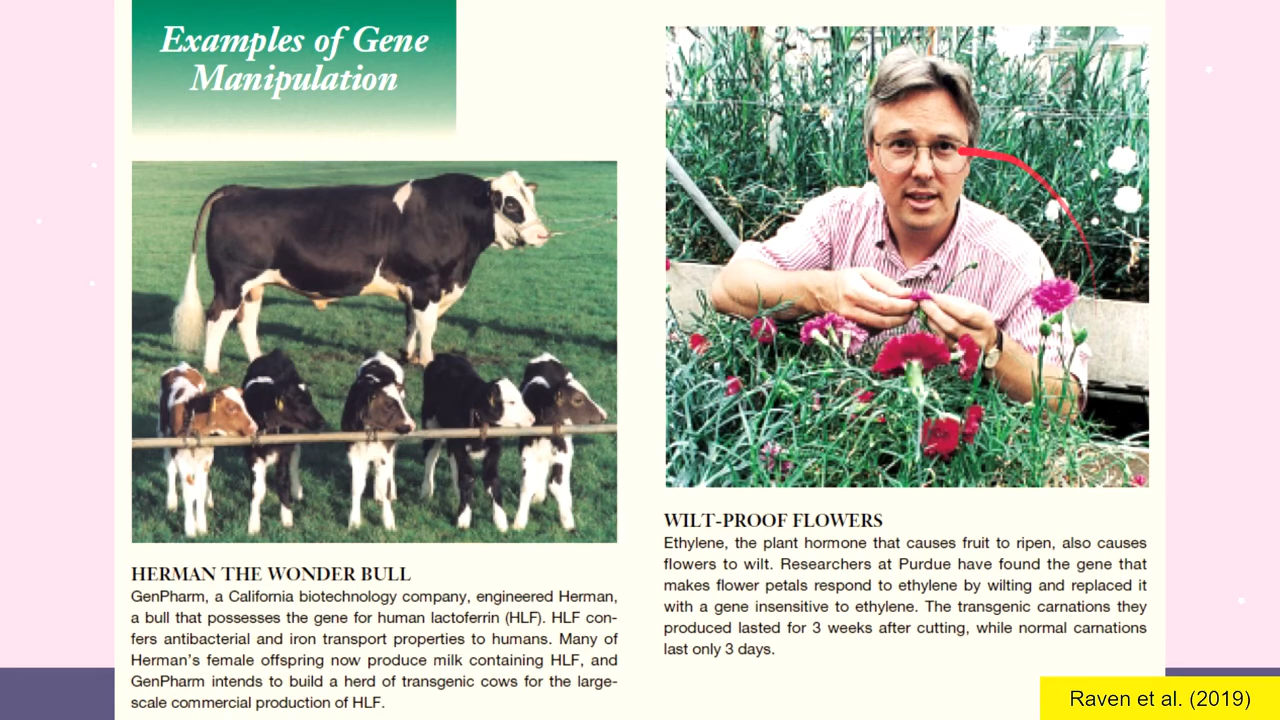 Examples of Gene
Manipulation
HERMAN THE WONDER BULL
GenPharm, a California biotechnology company, engineered Herman,
a bull that possesses the gene for human lactoferrin (HLF). HLF con-
fers antibacterial and iron transport properties to humans. Many of
Herman's female offspring now produce milk containing HLF, and
GenPharm intends to build a herd of transgenic cows for the large-
scale commercial production of HLF.
WILT-PROOF FLOWERS
Ethylene, the plant hormone that causes fruit to ripen, also causes
flowers to wilt. Researchers at Purdue have found the gene that
makes flower petals respond to ethylene by wilting and replaced it
with a gene insensitive to ethylene. The transgenic carnations they
produced lasted for 3 weeks after cutting, while normal carnations
last only 3 days.
Raven et al. (2019)